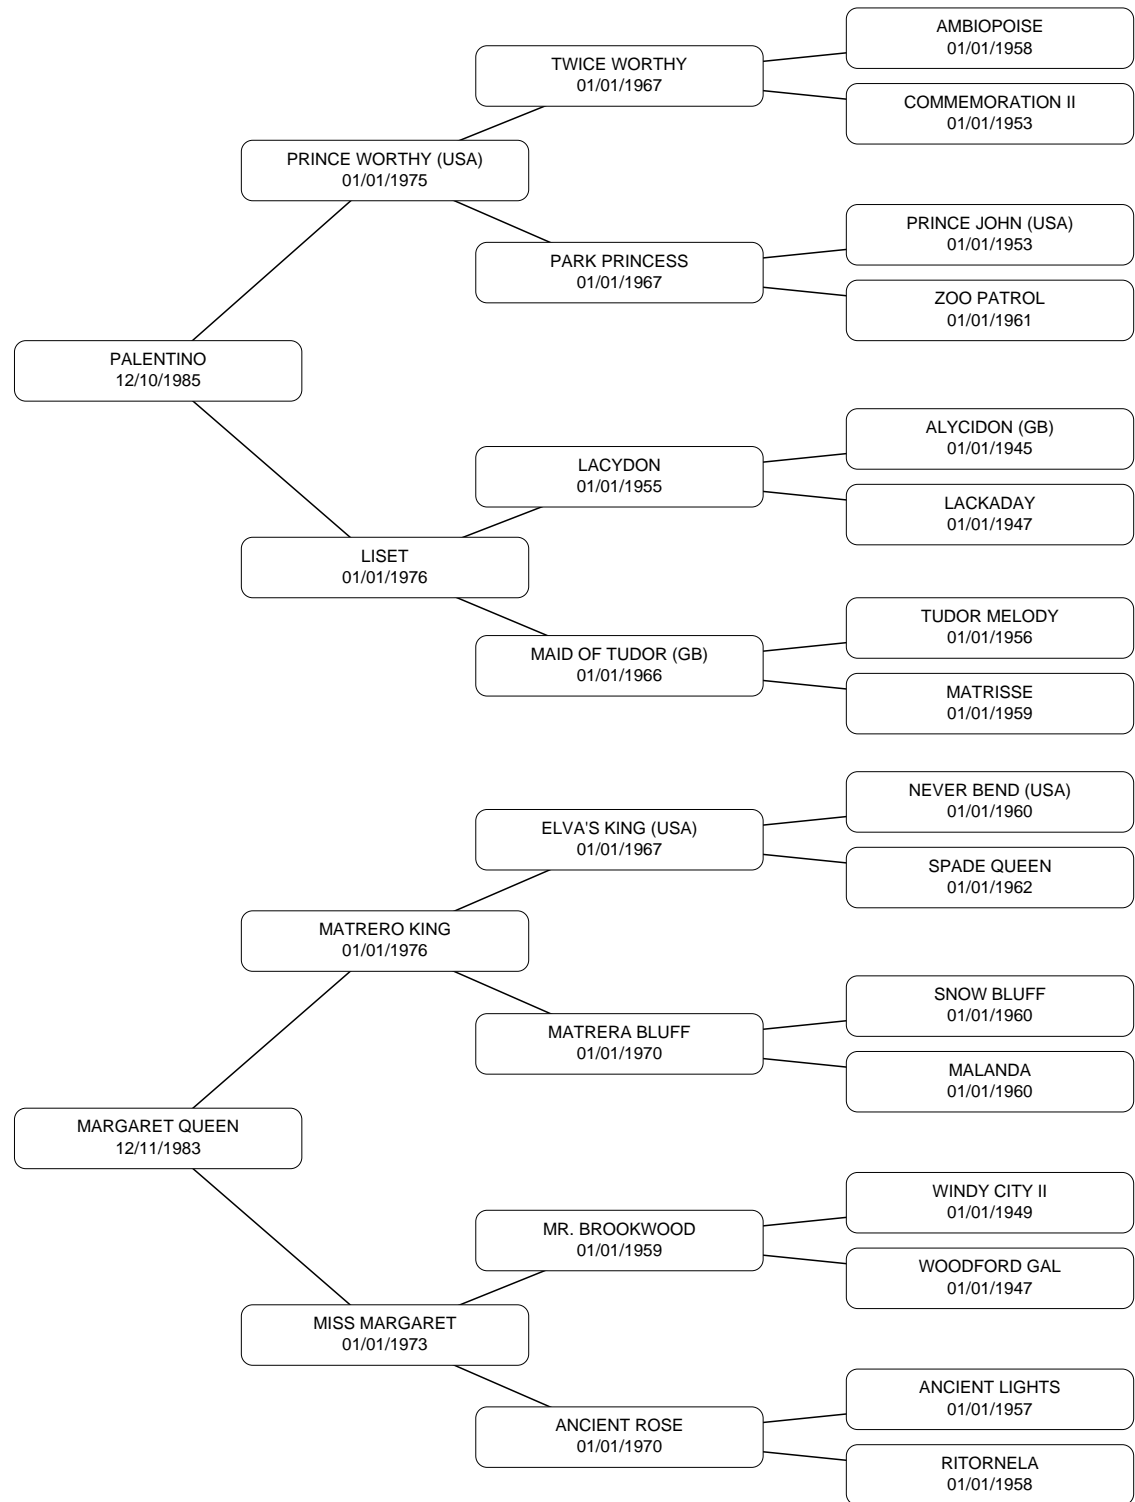 AMBIOPOISE
01/01/1958
TWICE WORTHY
01/01/1967
COMMEMORATION II
01/01/1953
PRINCE WORTHY (USA)
01/01/1975
PRINCE JOHN (USA)
01/01/1953
PARK PRINCESS
01/01/1967
ZOO PATROL
01/01/1961
PALENTINO
12/10/1985
ALYCIDON (GB)
01/01/1945
LACYDON
01/01/1955
LACKADAY
01/01/1947
LISET
01/01/1976
TUDOR MELODY
01/01/1956
MAID OF TUDOR (GB)
01/01/1966
MATRISSE
01/01/1959
NEVER BEND (USA)
01/01/1960
ELVA'S KING (USA)
01/01/1967
SPADE QUEEN
01/01/1962
MATRERO KING
01/01/1976
SNOW BLUFF
01/01/1960
MATRERA BLUFF
01/01/1970
MALANDA
01/01/1960
MARGARET QUEEN
12/11/1983
WINDY CITY II
01/01/1949
MR. BROOKWOOD
01/01/1959
WOODFORD GAL
01/01/1947
MISS MARGARET
01/01/1973
ANCIENT LIGHTS
01/01/1957
ANCIENT ROSE
01/01/1970
RITORNELA
01/01/1958